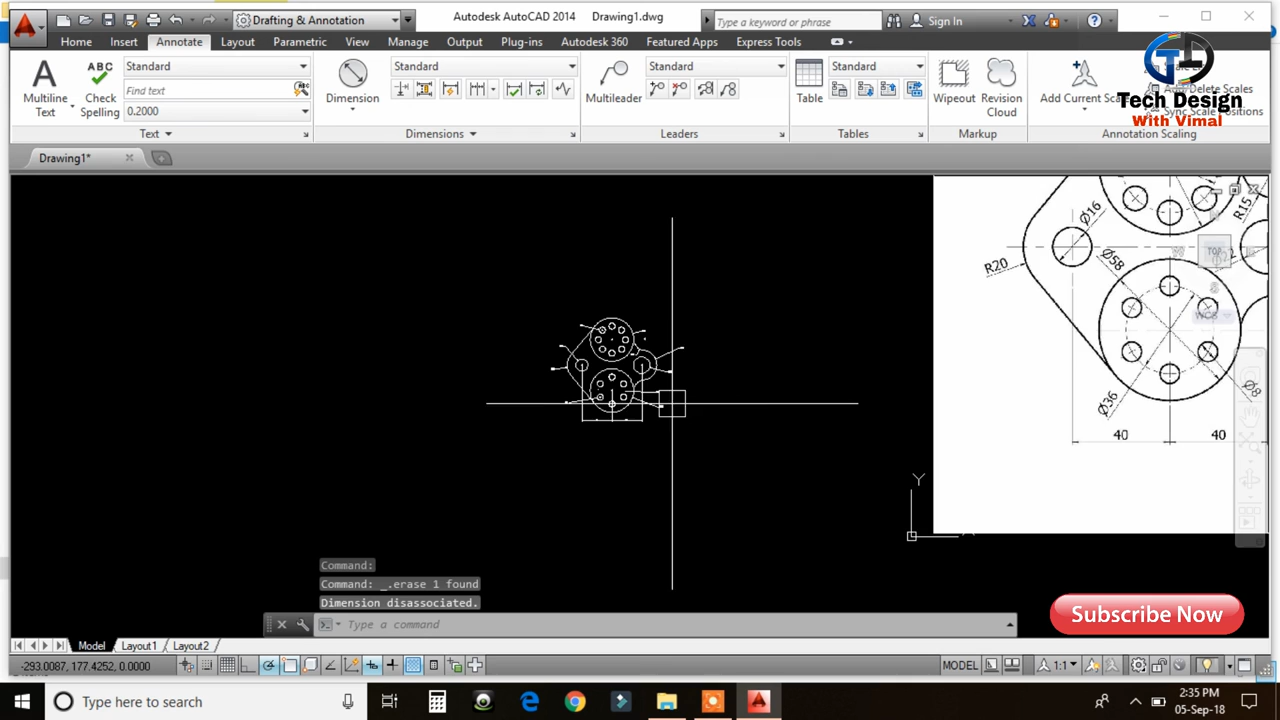 Drafting & Annotation
Autodesk AutoCAD 2014 Drawing1.dwg
Type a keyword or phrase
Sign In
Home Insert Annotate Layout Parametric View Manage Output Plug-ins Autodesk 360 Featured Apps Express Tools
Standard
Standard
Standard
Standard
Find text
0.2000
Multiline
Text
Check
Spelling
Dimension
Multileader
Table
Wipeout
Revision
Cloud
Add Current Scale
Add/Delete Scales
Sync Scale Positions
Tech Design
With Vimal
Text
Dimensions
Leaders
Tables
Markup
Annotation Scaling
Drawing1*
Ø16
R15
R20
Ø58
TOP
S
WCS
Ø36
Ø8
40
40
Y
Command:
Command: _.erase 1 found
Dimension disassociated.
Type a command
Subscribe Now
Model Layout1 Layout2
-293.0087, 177.4252, 0.0000
MODEL
1:1
Type here to search
2:35 PM
05-Sep-18